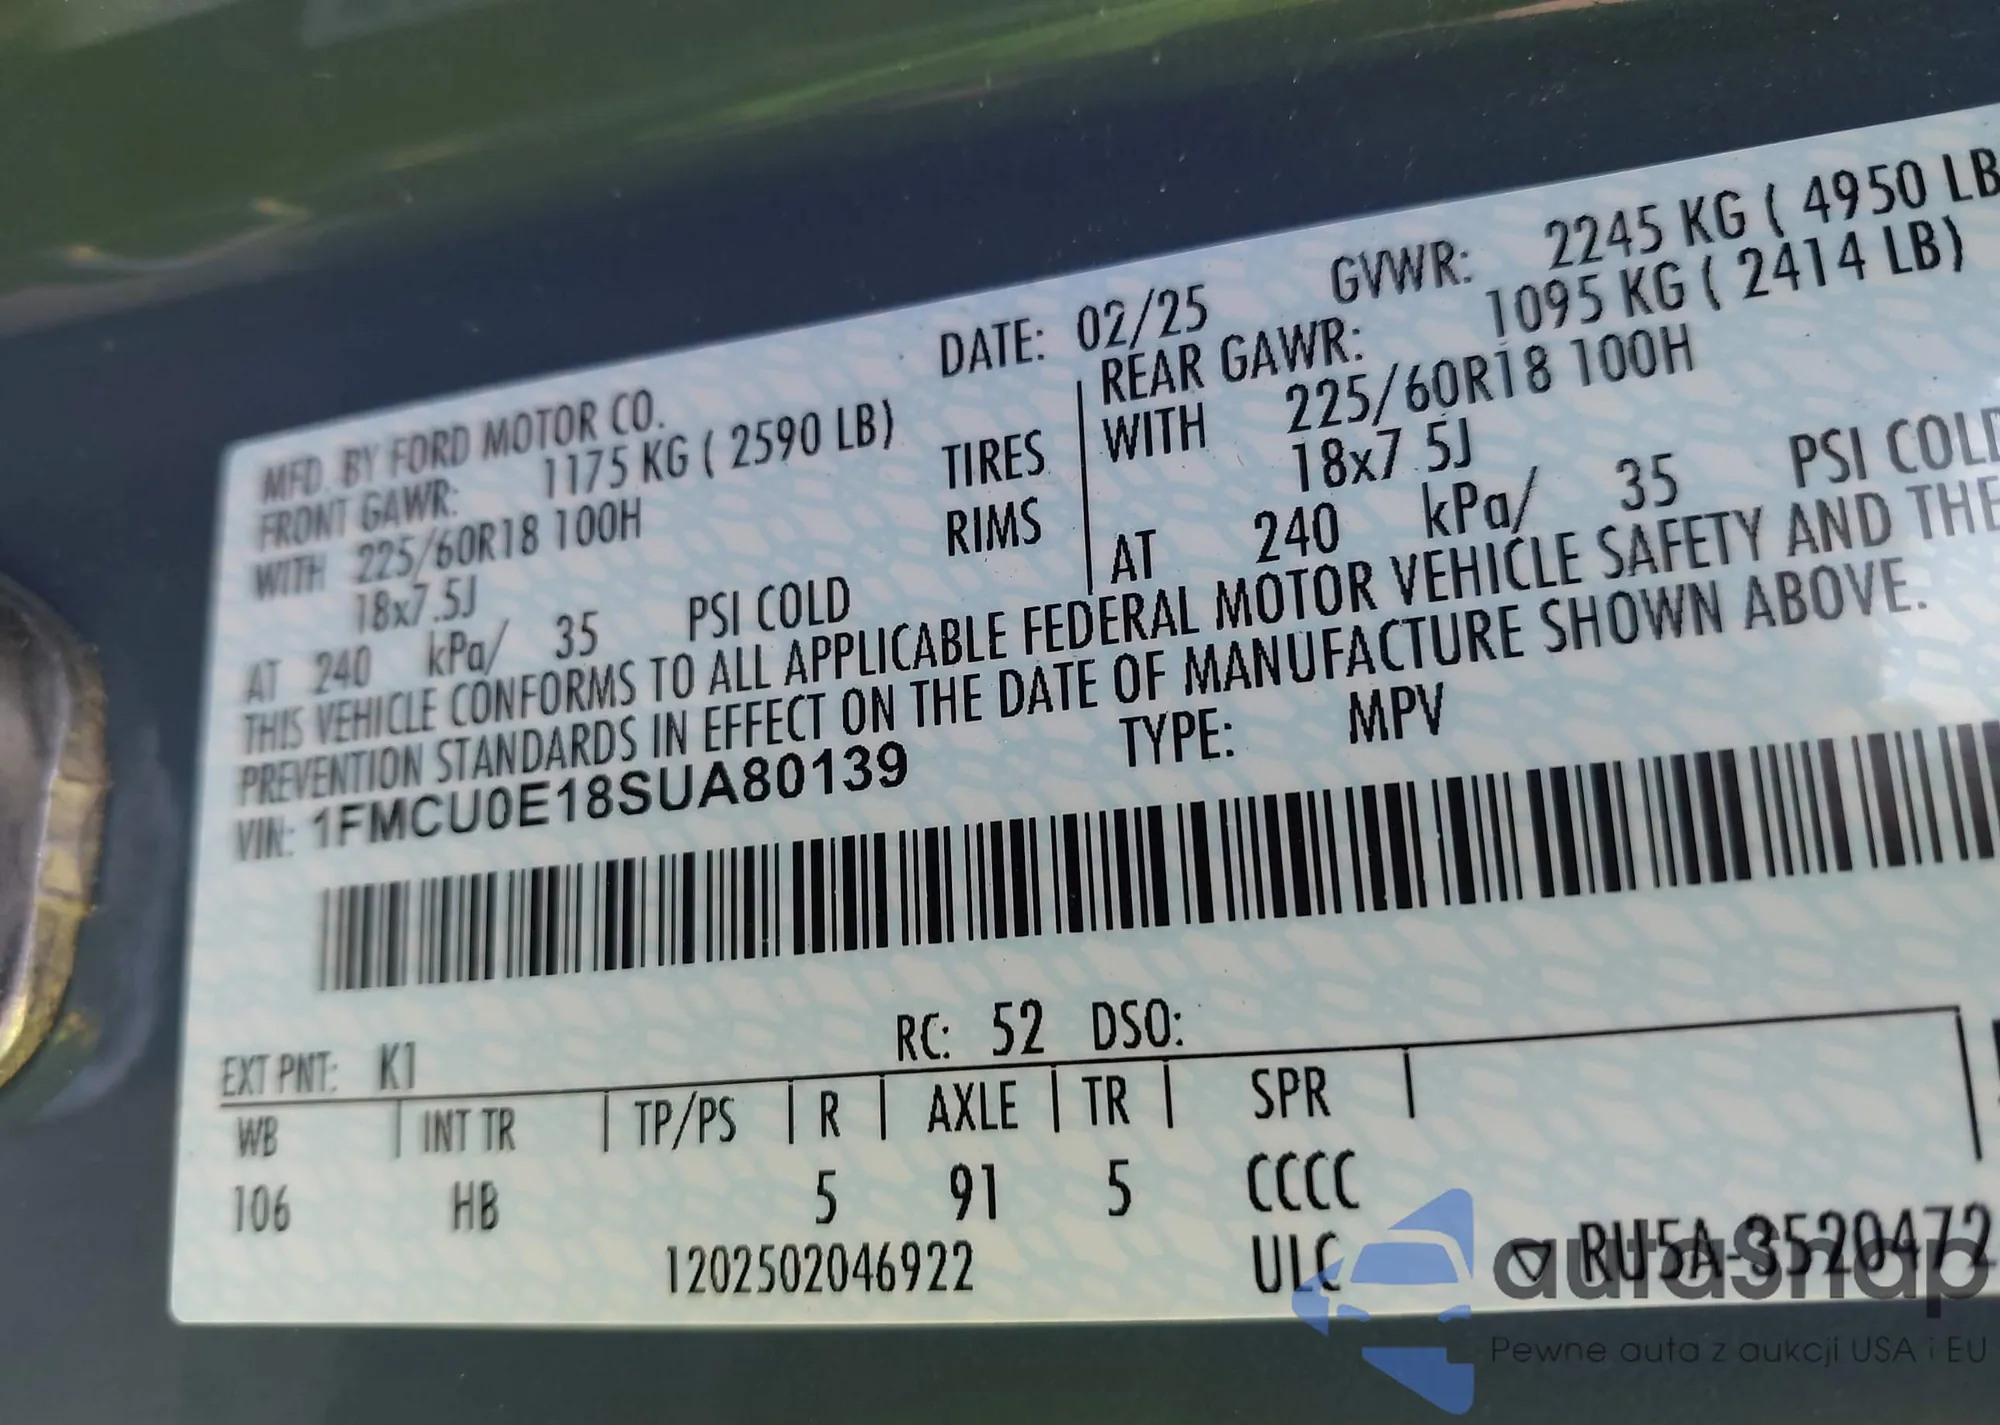 DATE: 02/25 GVWR: 2245 KG ( 4950 LB
MFD. BY FORD MOTOR CO.
FRONT GAWR: 1175 KG ( 2590 LB) REAR GAWR: 1095 KG ( 2414 LB)
WITH 225/60R18 100H TIRES WITH 225/60R18 100H
18x7.5J RIMS 18x7.5J
AT 240 kPa/ 35 PSI COLD AT 240 kPa/ 35 PSI COLD
THIS VEHICLE CONFORMS TO ALL APPLICABLE FEDERAL MOTOR VEHICLE SAFETY AND THE
PREVENTION STANDARDS IN EFFECT ON THE DATE OF MANUFACTURE SHOWN ABOVE.
VIN: 1FMCU0E18SUA80139 TYPE: MPV
EXT PNT: K1 RC: 52 DSO:
WB INT TR TP/PS R AXLE TR SPR
106 HB 5 91 5 CCCC
1202502046922 ULC RU5A-3520472
autasnap
Pewne auta z aukcji USA i EU